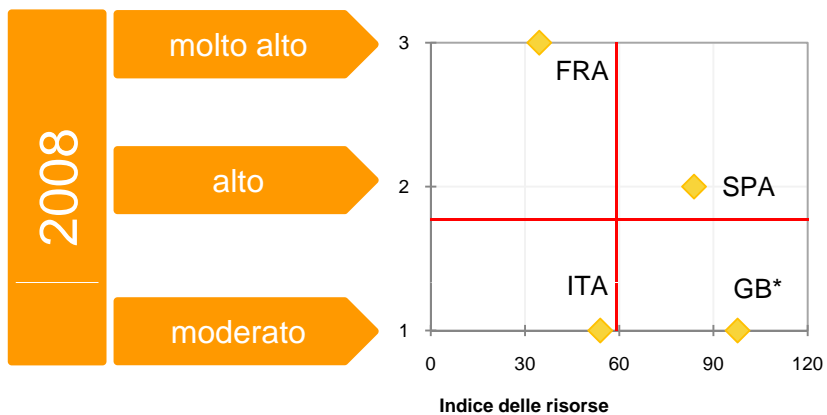 2008
molto alto
alto
moderato
3
2
1
FRA
SPA
ITA
GB*
0 30 60 90 120
Indice delle risorse